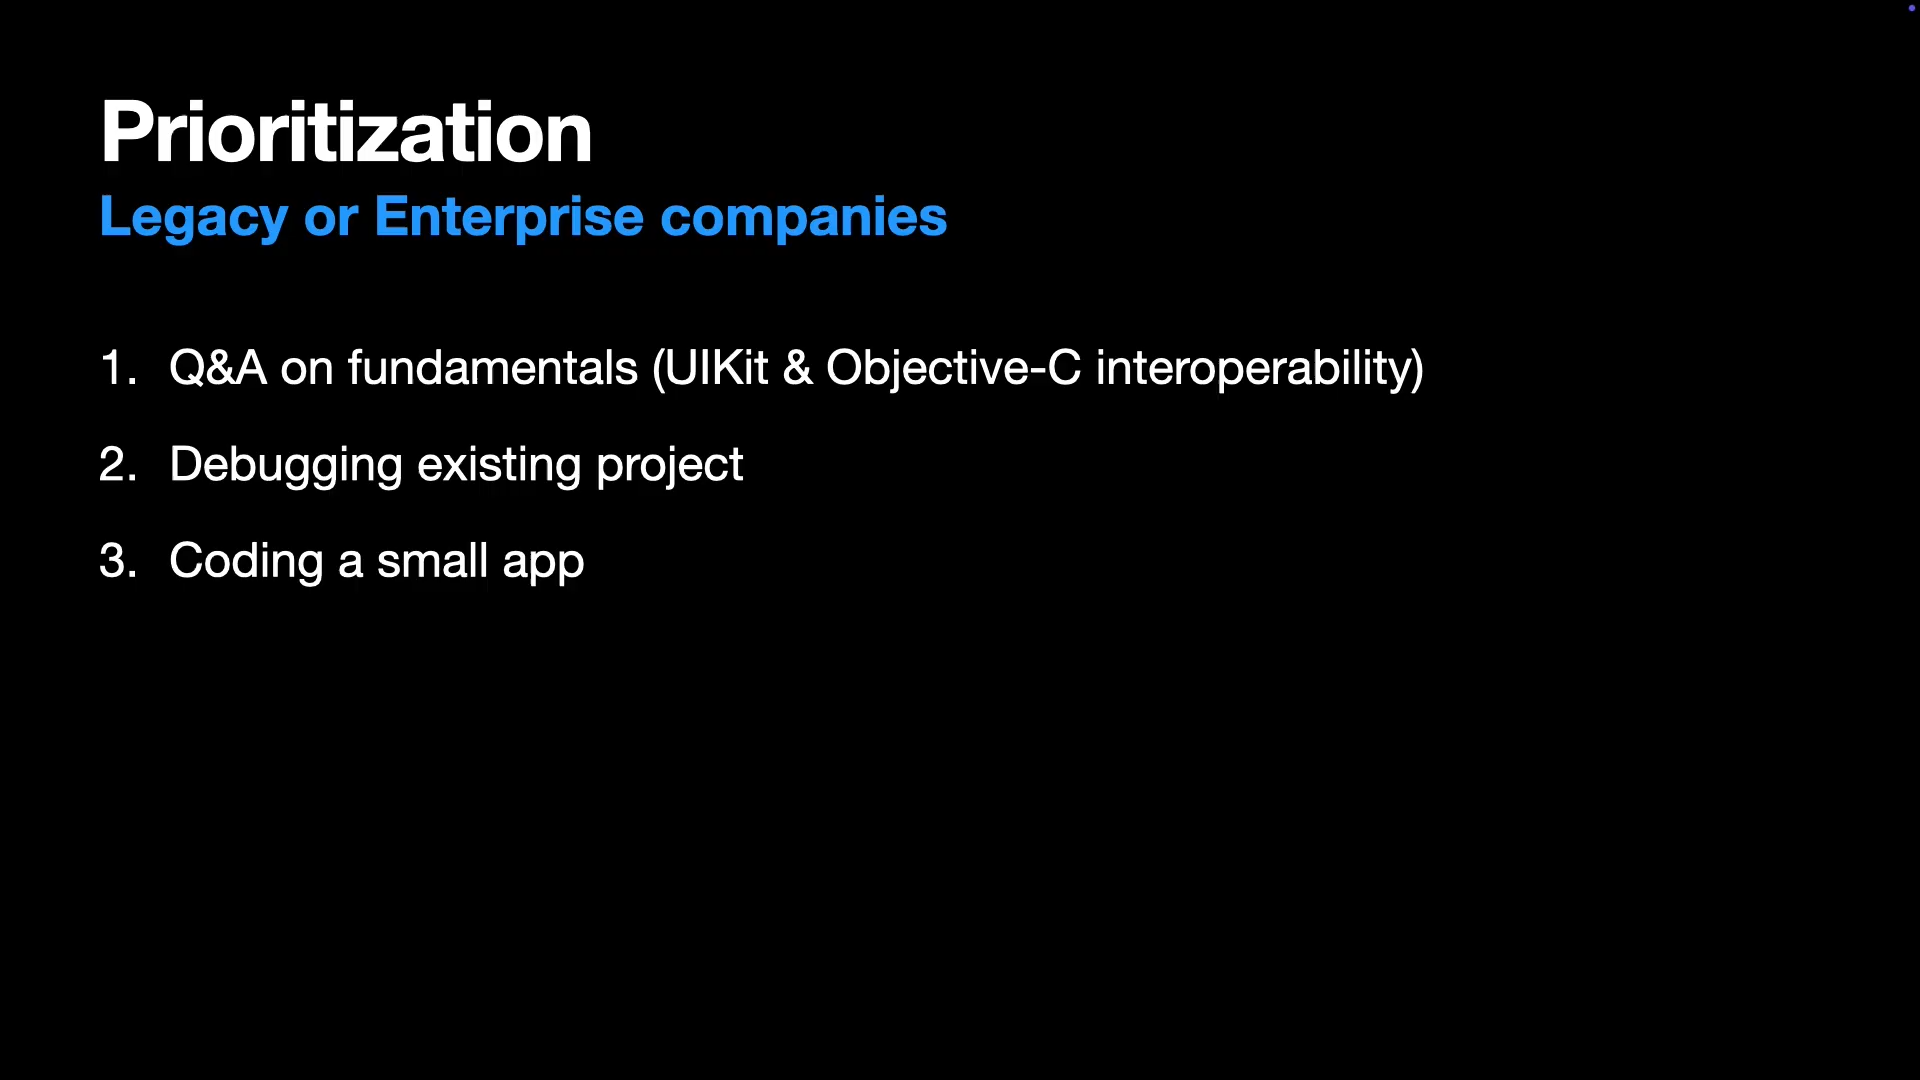 Prioritization
Legacy or Enterprise companies
1. Q&A on fundamentals (UIKit & Objective-C interoperability)
2. Debugging existing project
3. Coding a small app